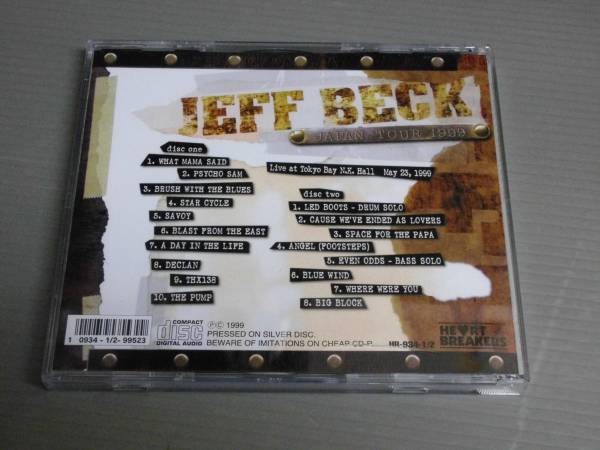 JEFF BECK
JAPAN TOUR 1999
disc one
1. WHAT MAMA SAID
2. PSYCHO SAM
3. BRUSH WITH THE BLUES
4. STAR CYCLE
5. SAVOY
6. BLAST FROM THE EAST
7. A DAY IN THE LIFE
8. DECLAN
9. THX138
10. THE PUMP
Live at Tokyo Bay N.K. Hall May 23, 1999
disc two
1. LED BOOTS - DRUM SOLO
2. CAUSE WE'VE ENDED AS LOVERS
3. SPACE FOR THE PAPA
4. ANGEL (FOOTSTEPS)
5. EVEN ODDS - BASS SOLO
6. BLUE WIND
7. WHERE WERE YOU
8. BIG BLOCK
1 0934 - 1/2- 99523
COMPACT
disc
DIGITAL AUDIO
℗© 1999
PRESSED ON SILVER DISC.
BEWARE OF IMITATIONS ON CHEAP CD-R...... HR-934-1/2
HE♥RT
BREAKERS